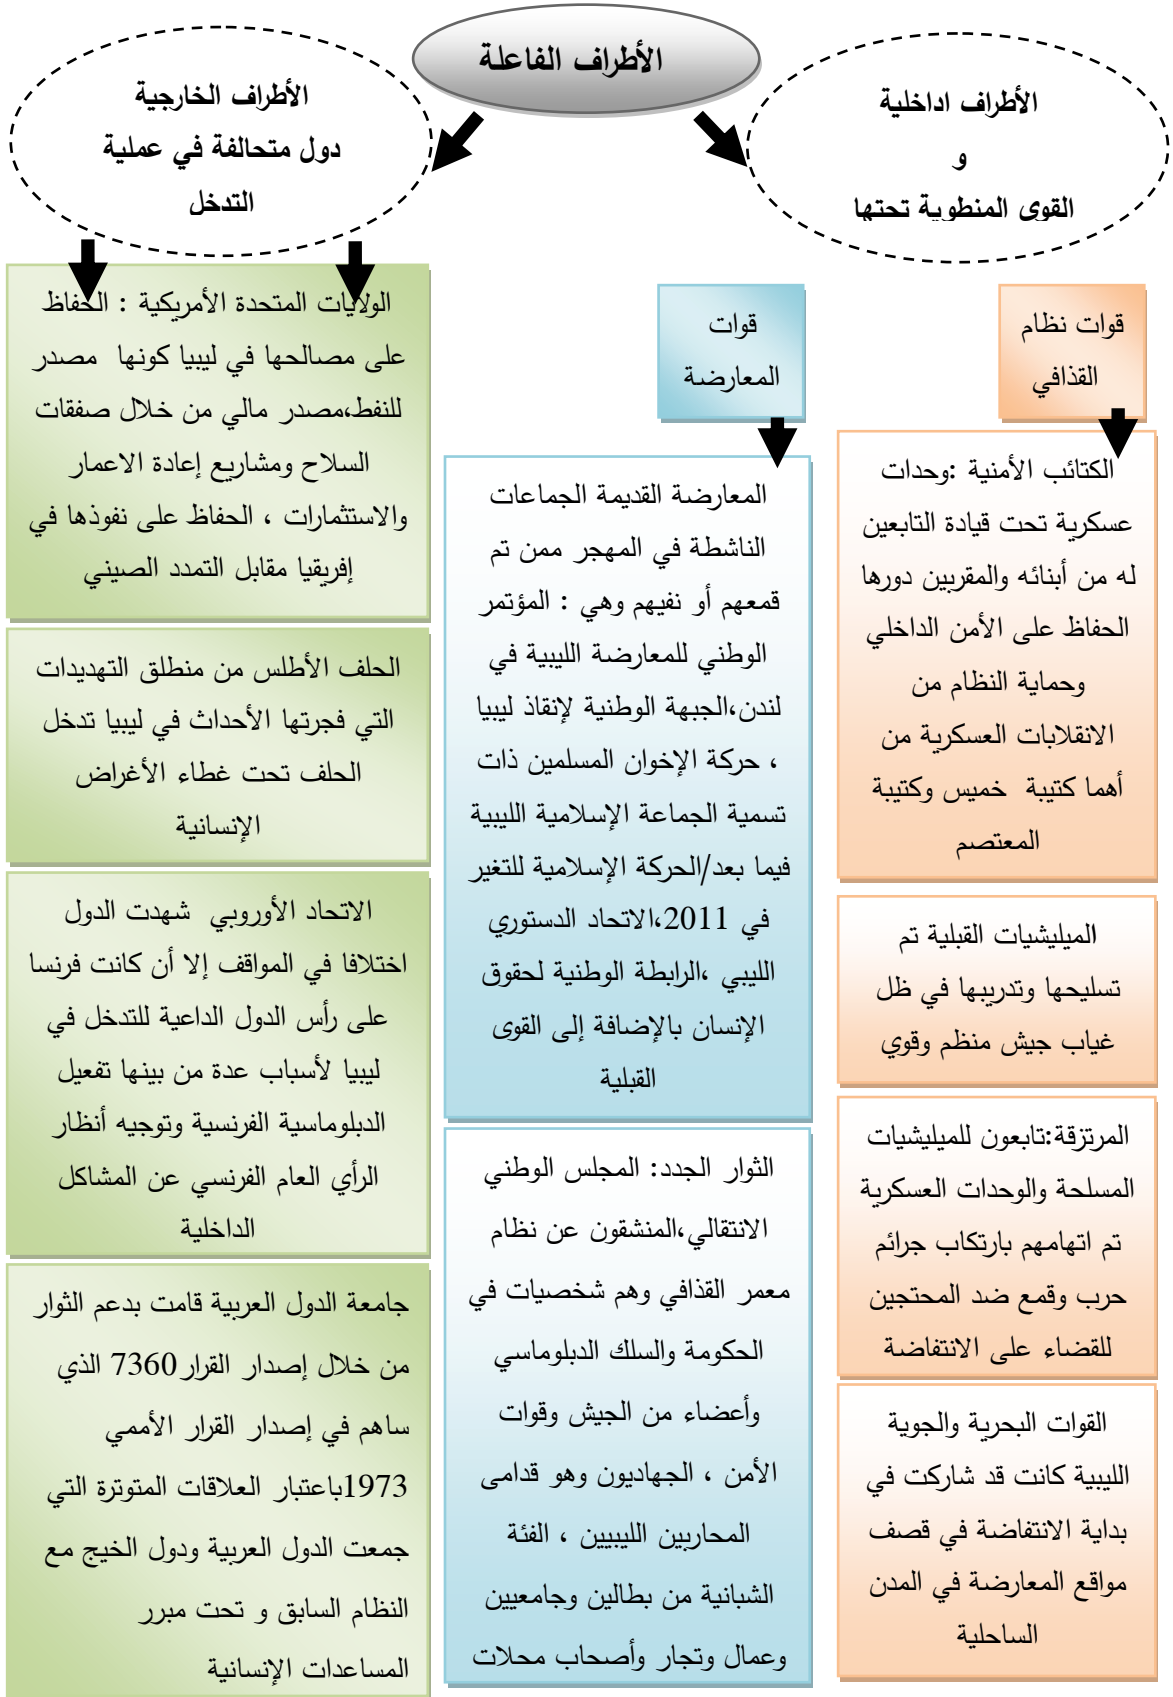 الأطراف الفاعلة
الأطراف اداخلية
و
القوى المنطوية تحتها
الأطراف الخارجية
دول متحالفة في عملية
التدخل
قوات نظام
القذافي
الكتائب الأمنية :وحدات
عسكرية تحت قيادة التابعين
له من أبنائه والمقربين دورها
الحفاظ على الأمن الداخلي
وحماية النظام من
الانقلابات العسكرية من
أهما كتيبة خميس وكتيبة
المعتصم
الميليشيات القبلية تم
تسليحها وتدريبها في ظل
غياب جيش منظم وقوي
المرتزقة:تابعون للميليشيات
المسلحة والوحدات العسكرية
تم اتهامهم بارتكاب جرائم
حرب وقمع ضد المحتجين
للقضاء على الانتفاضة
القوات البحرية والجوية
الليبية كانت قد شاركت في
بداية الانتفاضة في قصف
مواقع المعارضة في المدن
الساحلية
قوات
المعارضة
المعارضة القديمة الجماعات
الناشطة في المهجر ممن تم
قمعهم أو نفيهم وهي : المؤتمر
الوطني للمعارضة الليبية في
لندن،الجبهة الوطنية لإنقاذ ليبيا
، حركة الإخوان المسلمين ذات
تسمية الجماعة الإسلامية الليبية
فيما بعد/الحركة الإسلامية للتغير
في 2011،الاتحاد الدستوري
الليبي ،الرابطة الوطنية لحقوق
الإنسان بالإضافة إلى القوى
القبلية
الثوار الجدد: المجلس الوطني
الانتقالي،المنشقون عن نظام
معمر القذافي وهم شخصيات في
الحكومة والسلك الدبلوماسي
وأعضاء من الجيش وقوات
الأمن ، الجهاديون وهو قدامى
المحاربين الليبيين ، الفئة
الشبانية من بطالين وجامعيين
وعمال وتجار وأصحاب محلات
الولايات المتحدة الأمريكية : الحفاظ
على مصالحها في ليبيا كونها مصدر
للنفط،مصدر مالي من خلال صفقات
السلاح ومشاريع إعادة الاعمار
والاستثمارات ، الحفاظ على نفوذها في
إفريقيا مقابل التمدد الصيني
الحلف الأطلس من منطلق التهديدات
التي فجرتها الأحداث في ليبيا تدخل
الحلف تحت غطاء الأغراض
الإنسانية
الاتحاد الأوروبي شهدت الدول
اختلافا في المواقف إلا أن كانت فرنسا
على رأس الدول الداعية للتدخل في
ليبيا لأسباب عدة من بينها تفعيل
الدبلوماسية الفرنسية وتوجيه أنظار
الرأي العام الفرنسي عن المشاكل
الداخلية
جامعة الدول العربية قامت بدعم الثوار
من خلال إصدار القرار7360 الذي
ساهم في إصدار القرار الأممي
1973باعتبار العلاقات المتوترة التي
جمعت الدول العربية ودول الخيج مع
النظام السابق و تحت مبرر
المساعدات الإنسانية